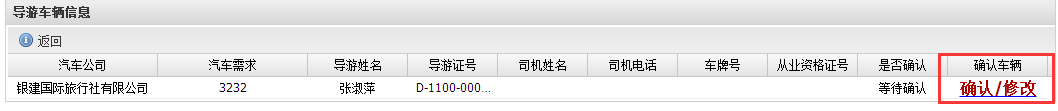 导游车辆信息
返回
汽车公司 汽车需求 导游姓名 导游证号 司机姓名 司机电话 车牌号 从业资格证号 是否确认 确认车辆
银建国际旅行社有限公司 3232 张淑萍 D-1100-000... 等待确认 确认/修改